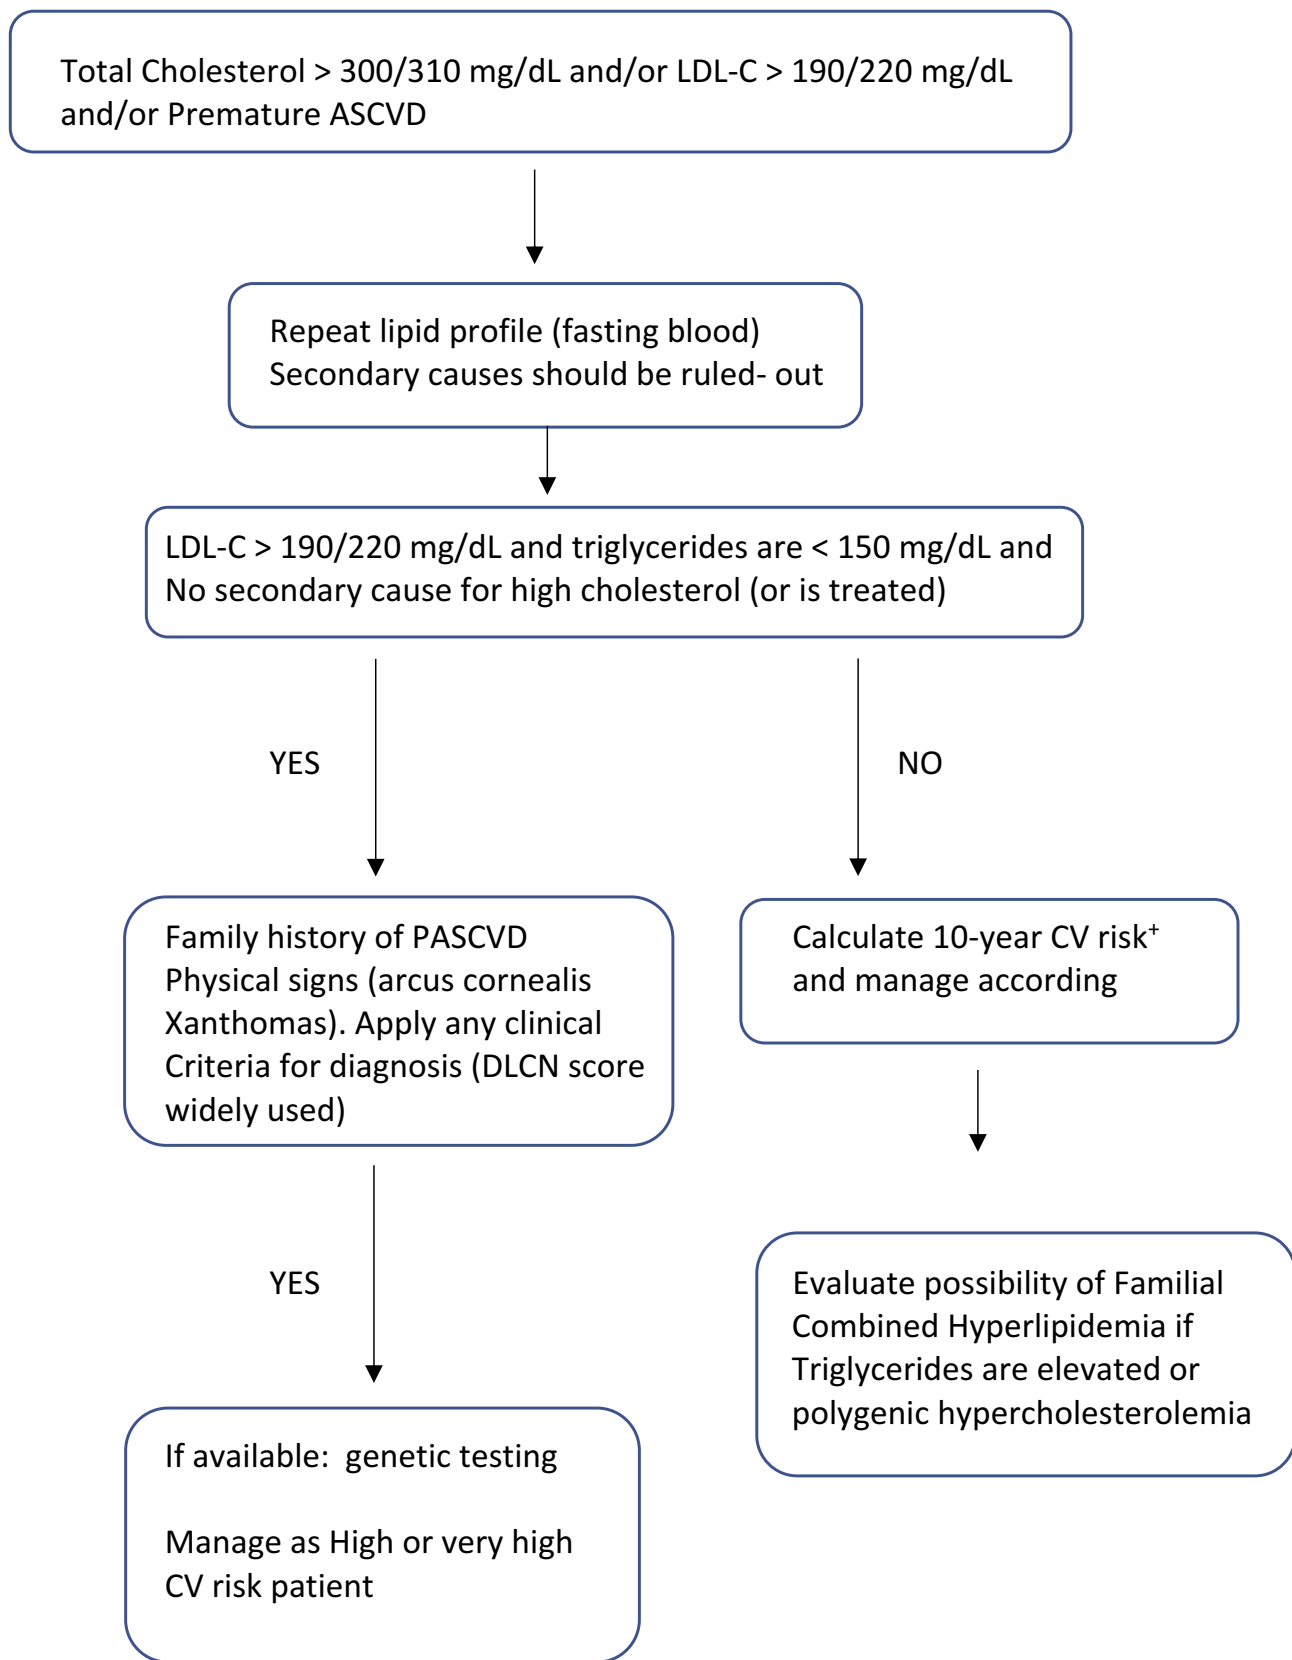 Total Cholesterol > 300/310 mg/dL and/or LDL-C > 190/220 mg/dL
and/or Premature ASCVD
Repeat lipid profile (fasting blood)
Secondary causes should be ruled- out
LDL-C > 190/220 mg/dL and triglycerides are < 150 mg/dL and
No secondary cause for high cholesterol (or is treated)
YES
NO
Family history of PASCVD
Physical signs (arcus cornealis
Xanthomas). Apply any clinical
Criteria for diagnosis (DLCN score
widely used)
Calculate 10-year CV risk⁺
and manage according
YES
Evaluate possibility of Familial
Combined Hyperlipidemia if
Triglycerides are elevated or
polygenic hypercholesterolemia
If available:  genetic testing
Manage as High or very high
CV risk patient